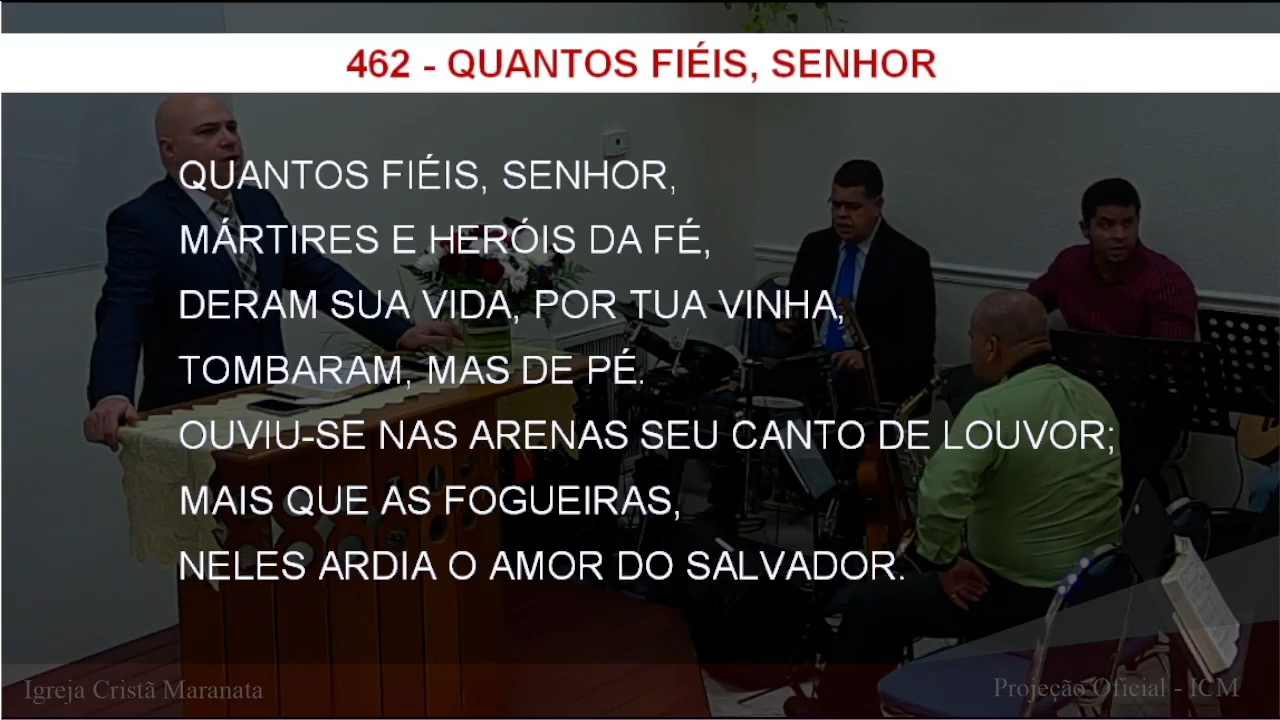 462 - QUANTOS FIÉIS, SENHOR
QUANTOS FIÉIS, SENHOR,
MÁRTIRES E HERÓIS DA FÉ,
DERAM SUA VIDA, POR TUA VINHA,
TOMBARAM, MAS DE PÉ.
OUVIU-SE NAS ARENAS SEU CANTO DE LOUVOR;
MAIS QUE AS FOGUEIRAS,
NELES ARDIA O AMOR DO SALVADOR.
Igreja Cristã Maranata
Projeção Oficial - ICM